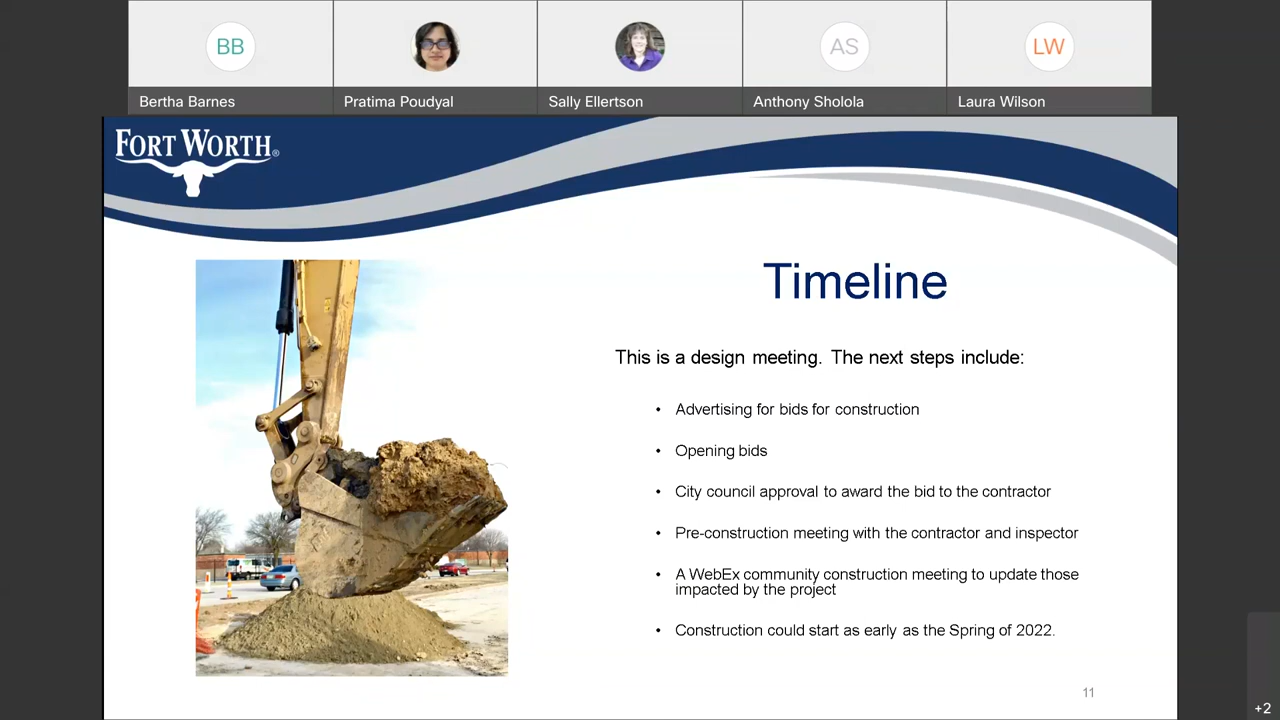 BB
AS
LW
Bertha Barnes
Pratima Poudyal
Sally Ellertson
Anthony Sholola
Laura Wilson
FORT WORTH®
Timeline
This is a design meeting. The next steps include:
• Advertising for bids for construction
• Opening bids
• City council approval to award the bid to the contractor
• Pre-construction meeting with the contractor and inspector
• A WebEx community construction meeting to update those
impacted by the project
• Construction could start as early as the Spring of 2022.
11
+2